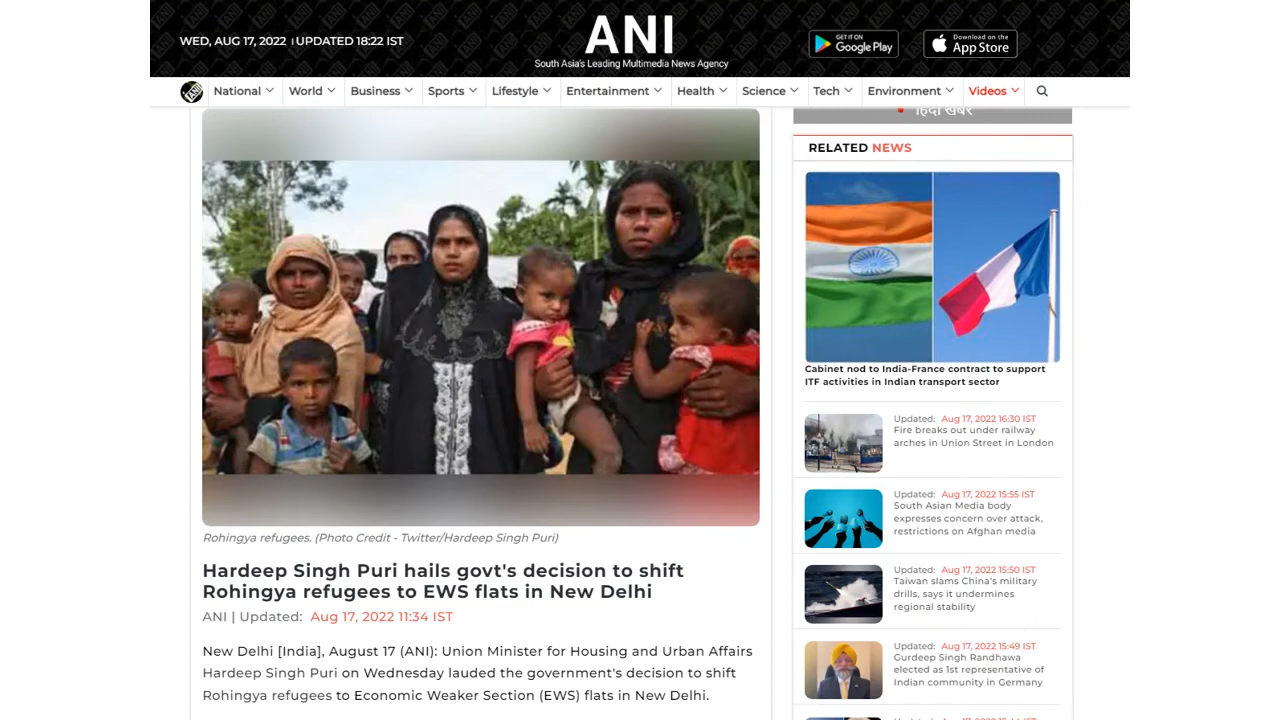 WED, AUG 17, 2022 | UPDATED 18:22 IST
ANI
South Asia's Leading Multimedia News Agency
GET IT ON
Google Play
Download on the
App Store
National
World
Business
Sports
Lifestyle
Entertainment
Health
Science
Tech
Environment
Videos
हिंदी खबर
Rohingya refugees. (Photo Credit - Twitter/Hardeep Singh Puri)
Hardeep Singh Puri hails govt's decision to shift
Rohingya refugees to EWS flats in New Delhi
ANI | Updated: Aug 17, 2022 11:34 IST
New Delhi [India], August 17 (ANI): Union Minister for Housing and Urban Affairs
Hardeep Singh Puri on Wednesday lauded the government's decision to shift
Rohingya refugees to Economic Weaker Section (EWS) flats in New Delhi.
RELATED NEWS
Cabinet nod to India-France contract to support
ITF activities in Indian transport sector
Updated: Aug 17, 2022 16:30 IST
Fire breaks out under railway
arches in Union Street in London
Updated: Aug 17, 2022 15:55 IST
South Asian Media body
expresses concern over attack,
restrictions on Afghan media
Updated: Aug 17, 2022 15:50 IST
Taiwan slams China's military
drills, says it undermines
regional stability
Updated: Aug 17, 2022 15:49 IST
Gurdeep Singh Randhawa
elected as 1st representative of
Indian community in Germany